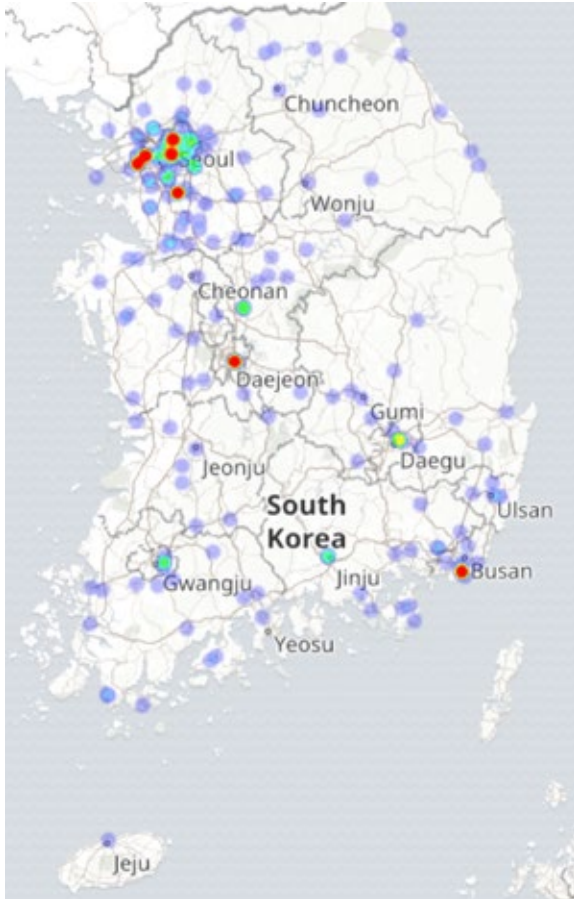 Chuncheon
Seoul
Wonju
Cheonan
Daejeon
Gumi
Daegu
Jeonju
South
Korea
Ulsan
Gwangju
Jinju
Busan
Yeosu
Jeju